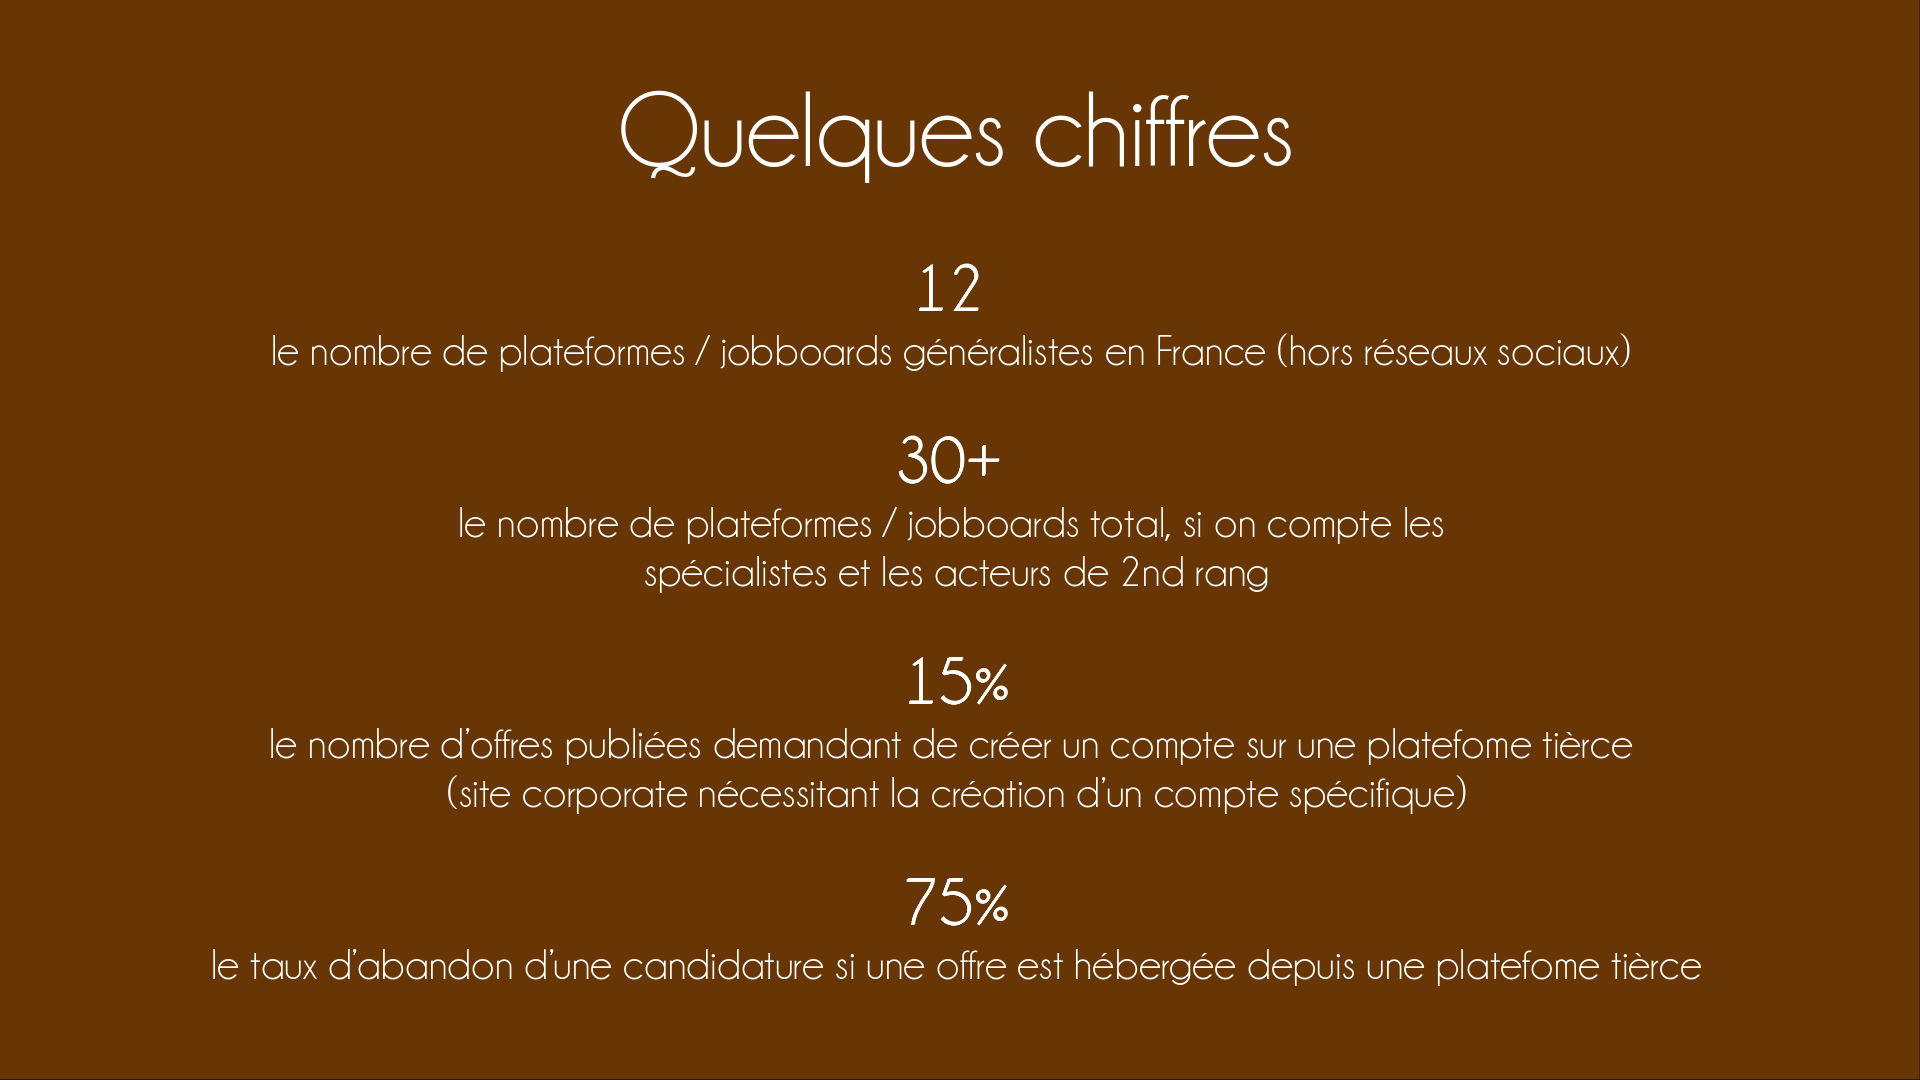 Quelques chiffres
12
le nombre de plateformes / jobboards généralistes en France (hors réseaux sociaux)
30+
le nombre de plateformes / jobboards total, si on compte les
spécialistes et les acteurs de 2nd rang
15%
le nombre d'offres publiées demandant de créer un compte sur une platefome tièrce
(site corporate nécessitant la création d'un compte spécifique)
75%
le taux d'abandon d'une candidature si une offre est hébergée depuis une platefome tièrce